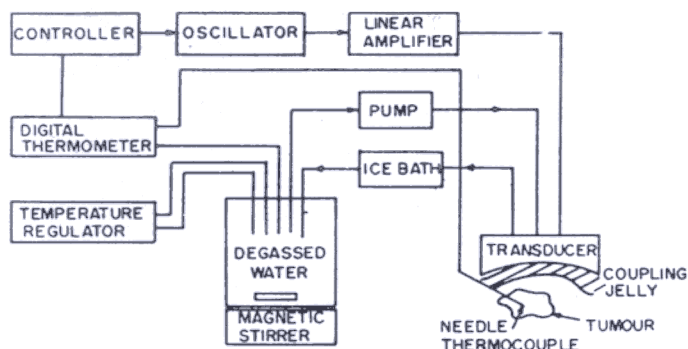 CONTROLLER
OSCILLATOR
LINEAR
AMPLIFIER
DIGITAL
THERMOMETER
PUMP
ICE BATH
TEMPERATURE
REGULATOR
DEGASSED
WATER
MAGNETIC
STIRRER
TRANSDUCER
COUPLING
JELLY
NEEDLE
THERMOCOUPLE
TUMOUR